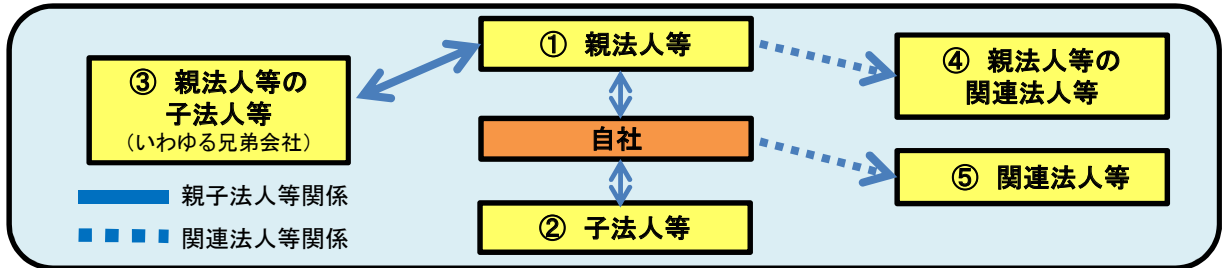 ① 親法人等
③ 親法人等の
子法人等
（いわゆる兄弟会社）
④ 親法人等の
関連法人等
自社
⑤ 関連法人等
② 子法人等
親子法人等関係
関連法人等関係